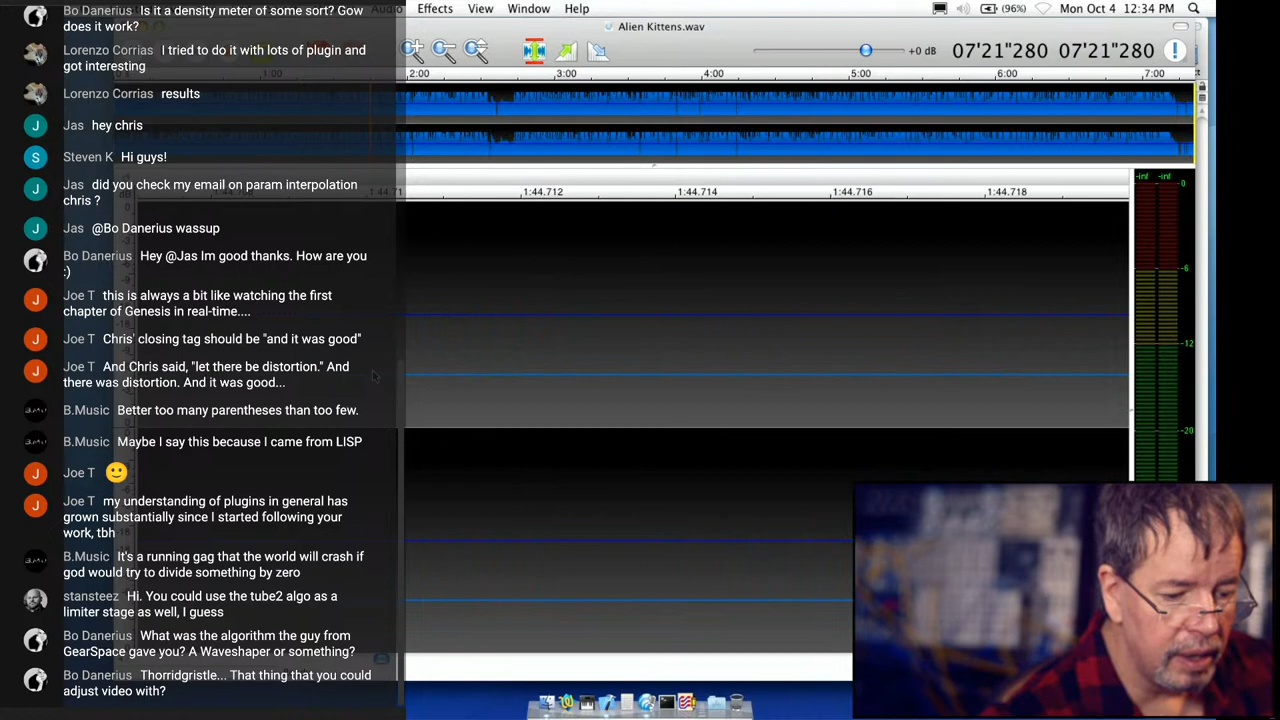 Bo Danerius Is it a density meter of some sort? Gow
does it work?
Lorenzo Corrias I tried to do it with lots of plugin and
got interesting
Lorenzo Corrias results
J Jas hey chris
S Steven K Hi guys!
J Jas did you check my email on param interpolation
chris ?
J Jas @Bo Danerius wassup
Bo Danerius Hey @Jas Im good thanks. How are you
:)
J Joe T this is always a bit like watching the first
chapter of Genesis in real-time....
J Joe T Chris' closing tag should be "and it was good"
J Joe T And Chris said, "let there be distortion." And
there was distortion. And it was good...
B.Music Better too many parentheses than too few.
B.Music Maybe I say this because I came from LISP
J Joe T 🙂
J Joe T my understanding of plugins in general has
grown substantially since I started following your
work, tbh
B.Music It's a running gag that the world will crash if
god would try to divide something by zero
stansteez Hi. You could use the tube2 algo as a
limiter stage as well, I guess
Bo Danerius What was the algorithm the guy from
GearSpace gave you? A Waveshaper or something?
Bo Danerius Thorridgristle... That thing that you could
adjust video with?
Audio Effects View Window Help (96%) Mon Oct 4 12:34 PM
Alien Kittens.wav
+0 dB 07'21"280 07'21"280
1:00 2:00 3:00 4:00 5:00 6:00 7:00
1:44.71 1:44.712 1:44.714 1:44.716 1:44.718
-inf -inf
0
-6
-12
-20